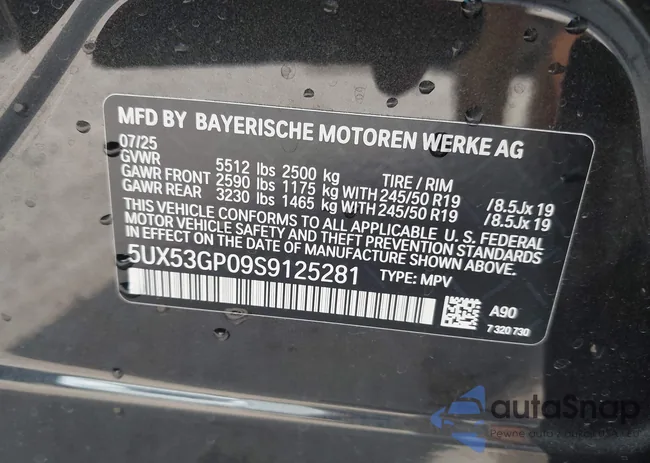 MFD BY BAYERISCHE MOTOREN WERKE AG
07/25
GVWR 5512 lbs 2500 kg TIRE / RIM
GAWR FRONT 2590 lbs 1175 kg WITH 245/50 R19 /8.5Jx 19
GAWR REAR 3230 lbs 1465 kg WITH 245/50 R19 /8.5Jx 19
THIS VEHICLE CONFORMS TO ALL APPLICABLE U.S. FEDERAL
MOTOR VEHICLE SAFETY AND THEFT PREVENTION STANDARDS
IN EFFECT ON THE DATE OF MANUFACTURE SHOWN ABOVE.
5UX53GP09S9125281 TYPE: MPV
A90
7 320 730
autoSnap
Pewne auto